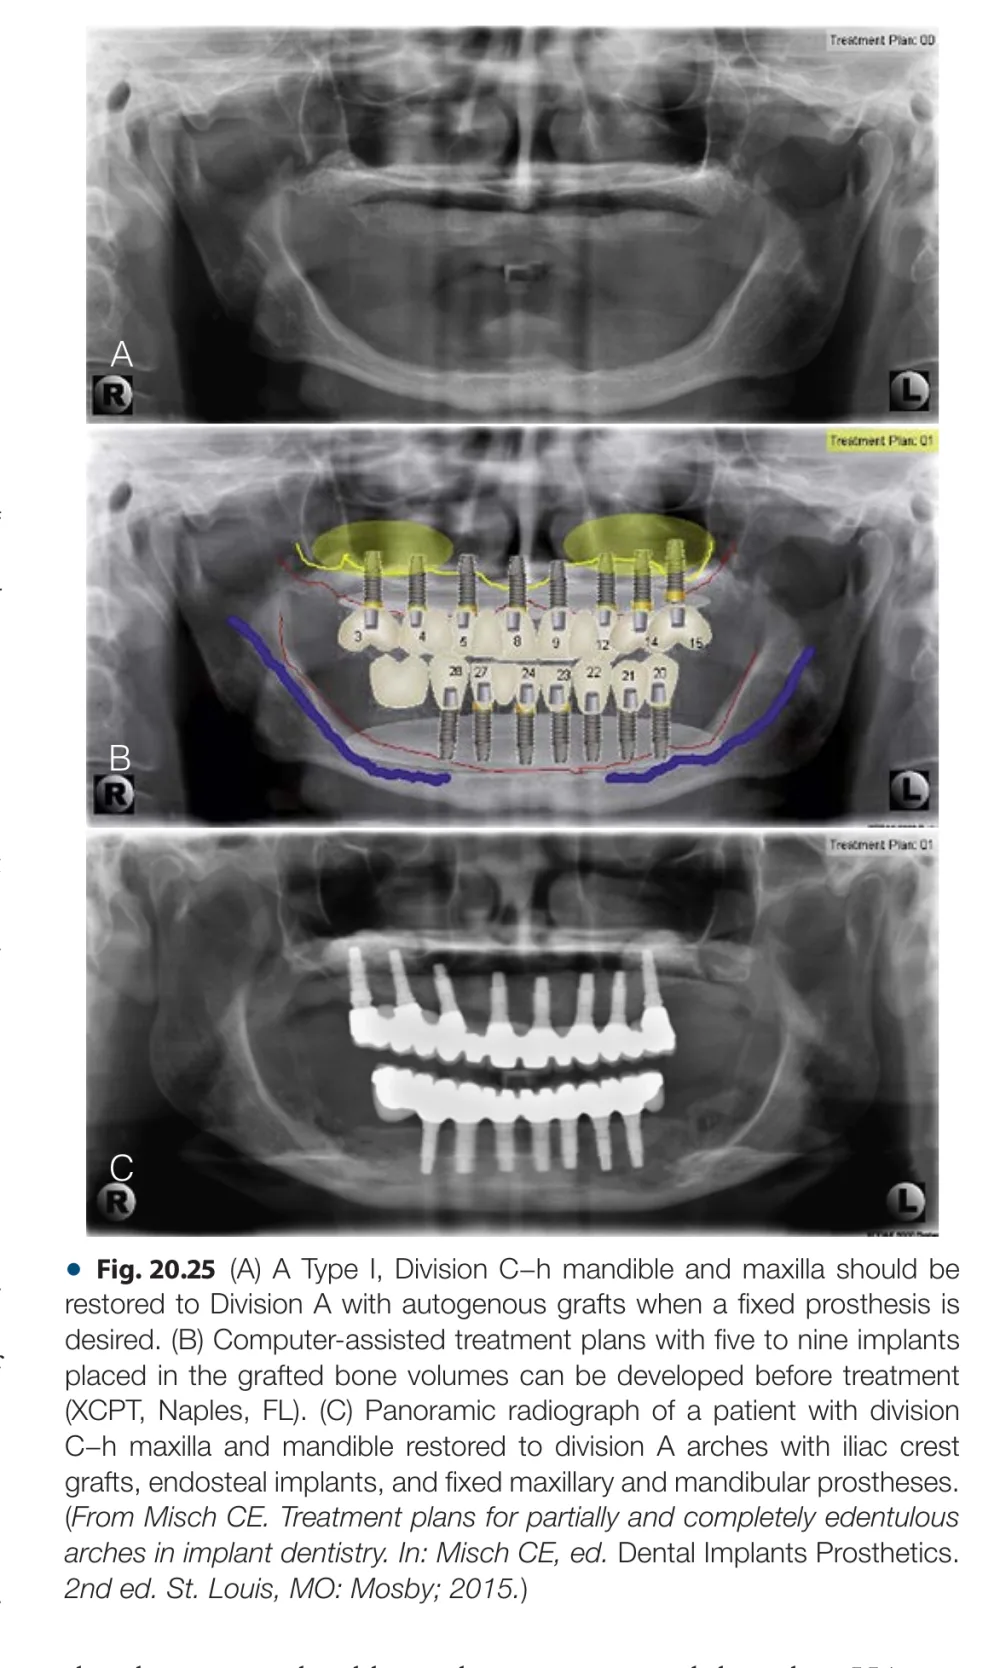 Treatment Plan: 00
A
R
L
Treatment Plan: 01
3 4 5 8 9 12 14 15
28 27 24 23 22 21 20
B
R
L
Treatment Plan: 01
C
R
L
• Fig. 20.25 (A) A Type I, Division C–h mandible and maxilla should be
restored to Division A with autogenous grafts when a fixed prosthesis is
desired. (B) Computer-assisted treatment plans with five to nine implants
placed in the grafted bone volumes can be developed before treatment
(XCPT, Naples, FL). (C) Panoramic radiograph of a patient with division
C–h maxilla and mandible restored to division A arches with iliac crest
grafts, endosteal implants, and fixed maxillary and mandibular prostheses.
(From Misch CE. Treatment plans for partially and completely edentulous
arches in implant dentistry. In: Misch CE, ed. Dental Implants Prosthetics.
2nd ed. St. Louis, MO: Mosby; 2015.)